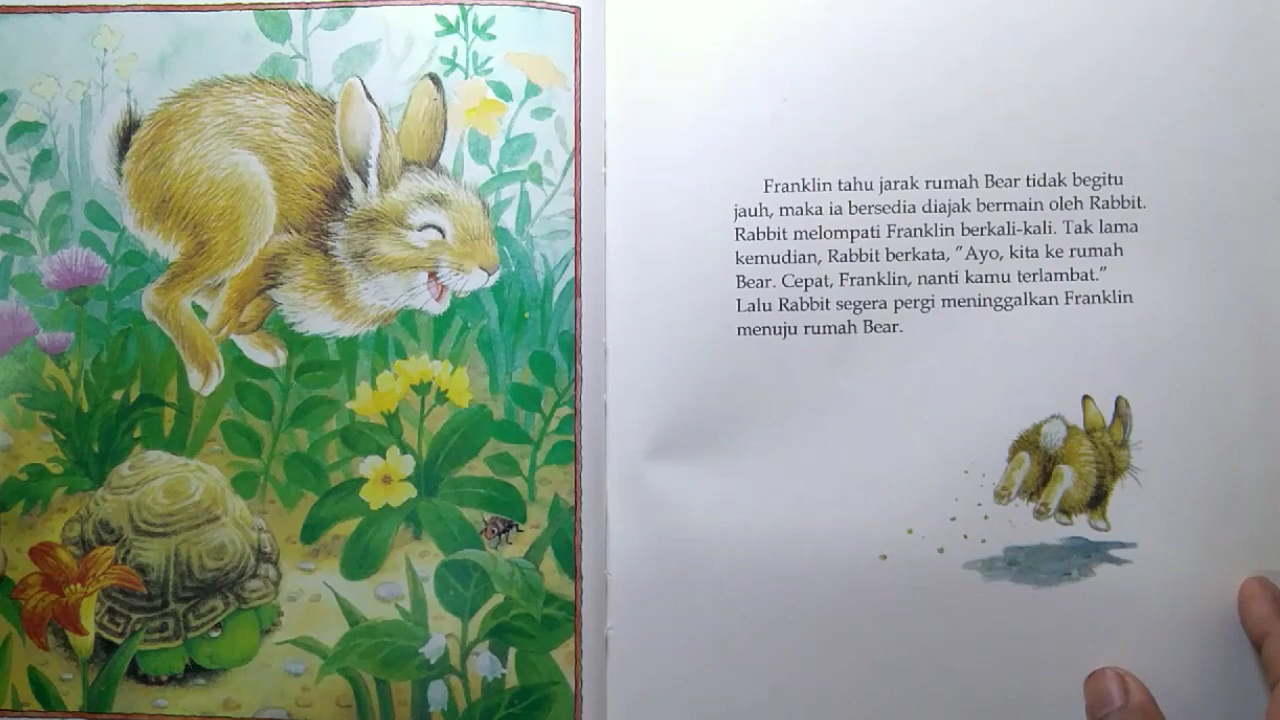 Franklin tahu jarak rumah Bear tidak begitu
jauh, maka ia bersedia diajak bermain oleh Rabbit.
Rabbit melompati Franklin berkali-kali. Tak lama
kemudian, Rabbit berkata, "Ayo, kita ke rumah
Bear. Cepat, Franklin, nanti kamu terlambat."
Lalu Rabbit segera pergi meninggalkan Franklin
menuju rumah Bear.